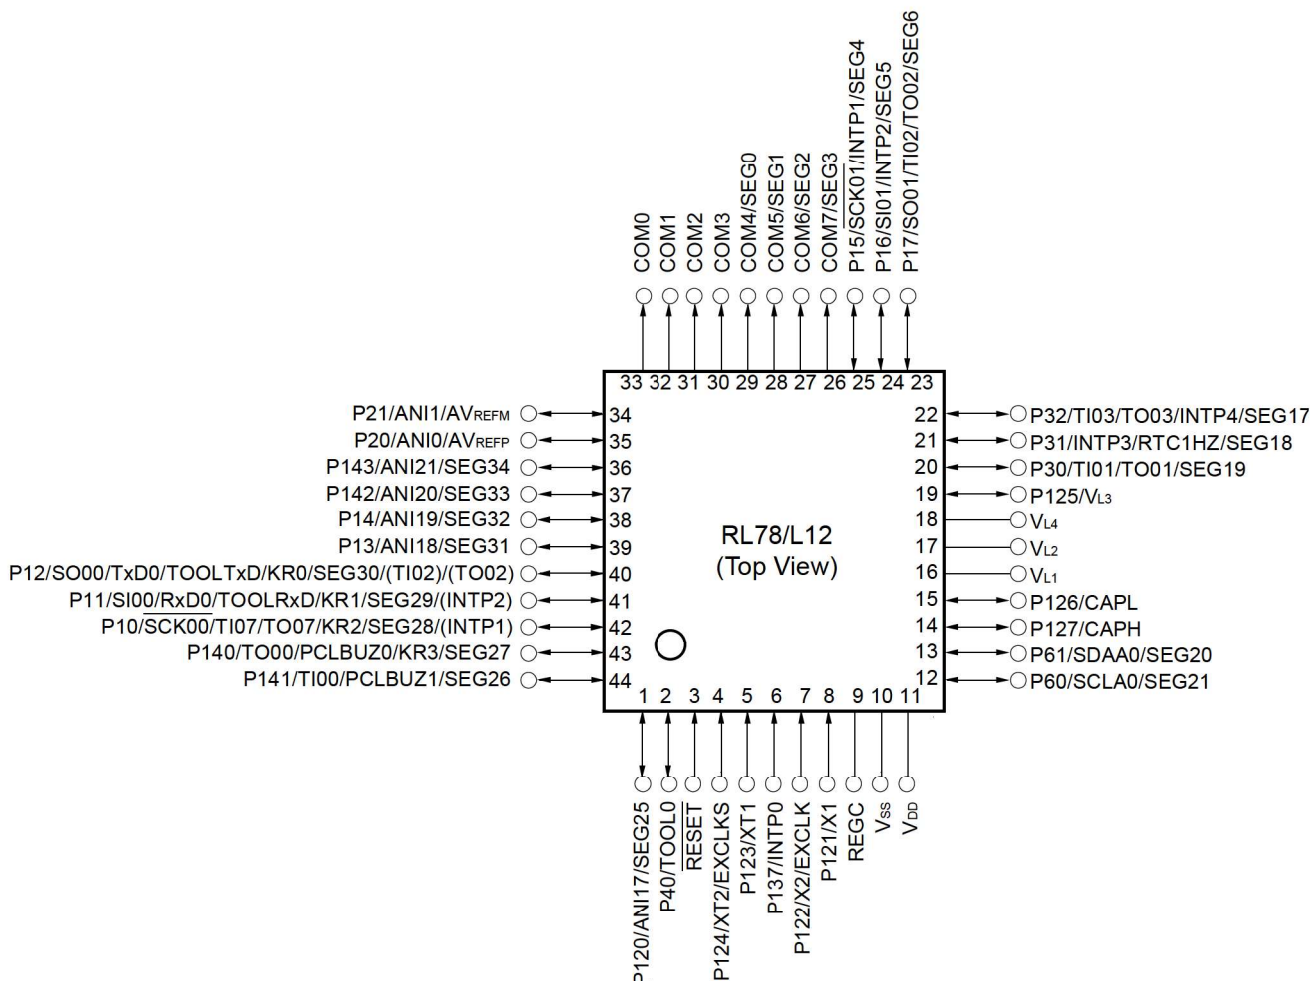 COM0
COM1
COM2
COM3
COM4/SEG0
COM5/SEG1
COM6/SEG2
COM7/SEG3
P15/SCK01/INTP1/SEG4
P16/SI01/INTP2/SEG5
P17/SO01/TI02/TO02/SEG6
33 32 31 30 29 28 27 26 25 24 23
P21/ANI1/AVREFM 34
P20/ANI0/AVREFP 35
P143/ANI21/SEG34 36
P142/ANI20/SEG33 37
P14/ANI19/SEG32 38
P13/ANI18/SEG31 39
P12/SO00/TxD0/TOOLTxD/KR0/SEG30/(TI02)/(TO02) 40
P11/SI00/RxD0/TOOLRxD/KR1/SEG29/(INTP2) 41
P10/SCK00/TI07/TO07/KR2/SEG28/(INTP1) 42
P140/TO00/PCLBUZ0/KR3/SEG27 43
P141/TI00/PCLBUZ1/SEG26 44
RL78/L12
(Top View)
22 P32/TI03/TO03/INTP4/SEG17
21 P31/INTP3/RTC1HZ/SEG18
20 P30/TI01/TO01/SEG19
19 P125/VL3
18 VL4
17 VL2
16 VL1
15 P126/CAPL
14 P127/CAPH
13 P61/SDAA0/SEG20
12 P60/SCLA0/SEG21
1 2 3 4 5 6 7 8 9 10 11
P120/ANI17/SEG25
P40/TOOL0
RESET
P124/XT2/EXCLKS
P123/XT1
P137/INTP0
P122/X2/EXCLK
P121/X1
REGC
VSS
VDD